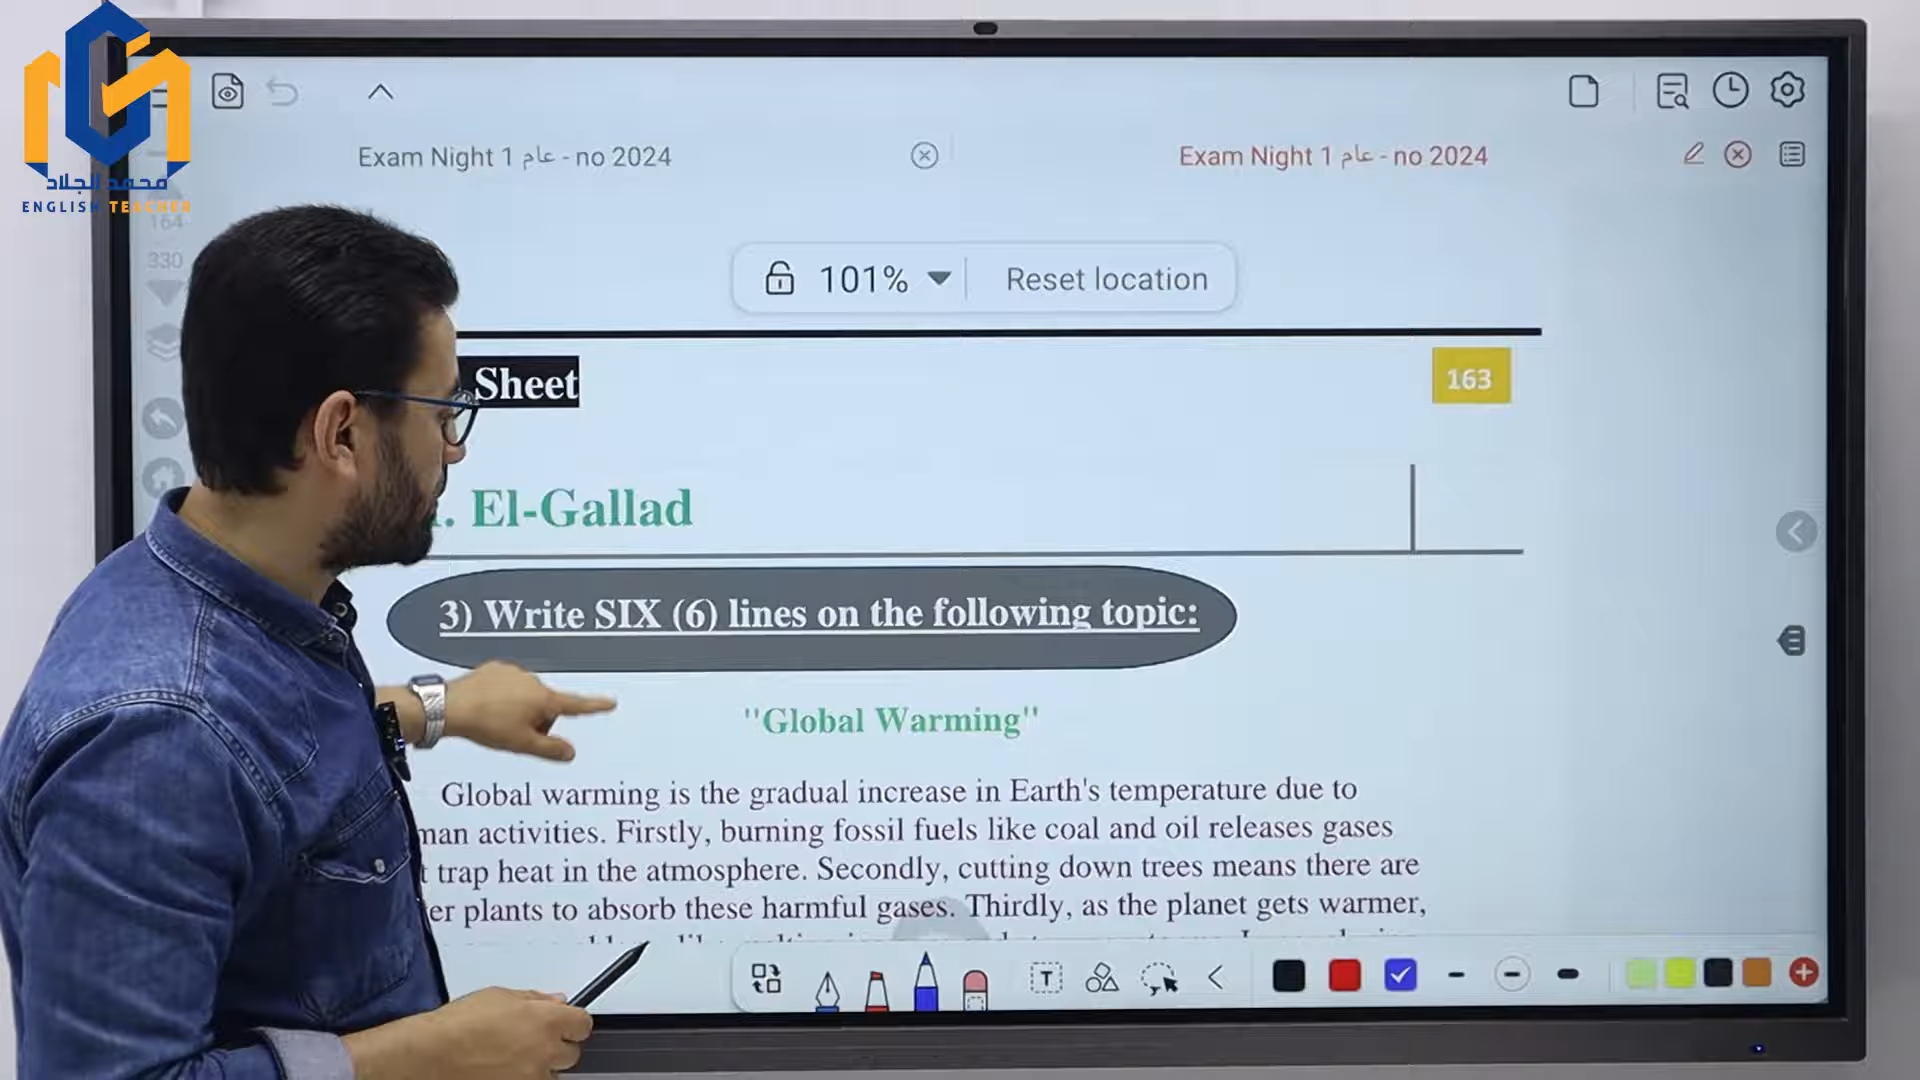 محمد الجلاد
ENGLISH TEACHER
Exam Night 1 عام - no 2024
Exam Night 1 عام - no 2024
164
330
101%
Reset location
Sheet
163
El-Gallad
3) Write SIX (6) lines on the following topic:
"Global Warming"
Global warming is the gradual increase in Earth's temperature due to
activities. Firstly, burning fossil fuels like coal and oil releases gases
trap heat in the atmosphere. Secondly, cutting down trees means there are
plants to absorb these harmful gases. Thirdly, as the planet gets warmer,
T